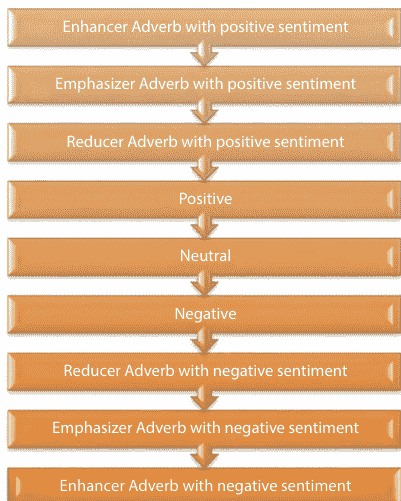 Enhancer Adverb with positive sentiment
Emphasizer Adverb with positive sentiment
Reducer Adverb with positive sentiment
Positive
Neutral
Negative
Reducer Adverb with negative sentiment
Emphasizer Adverb with negative sentiment
Enhancer Adverb with negative sentiment